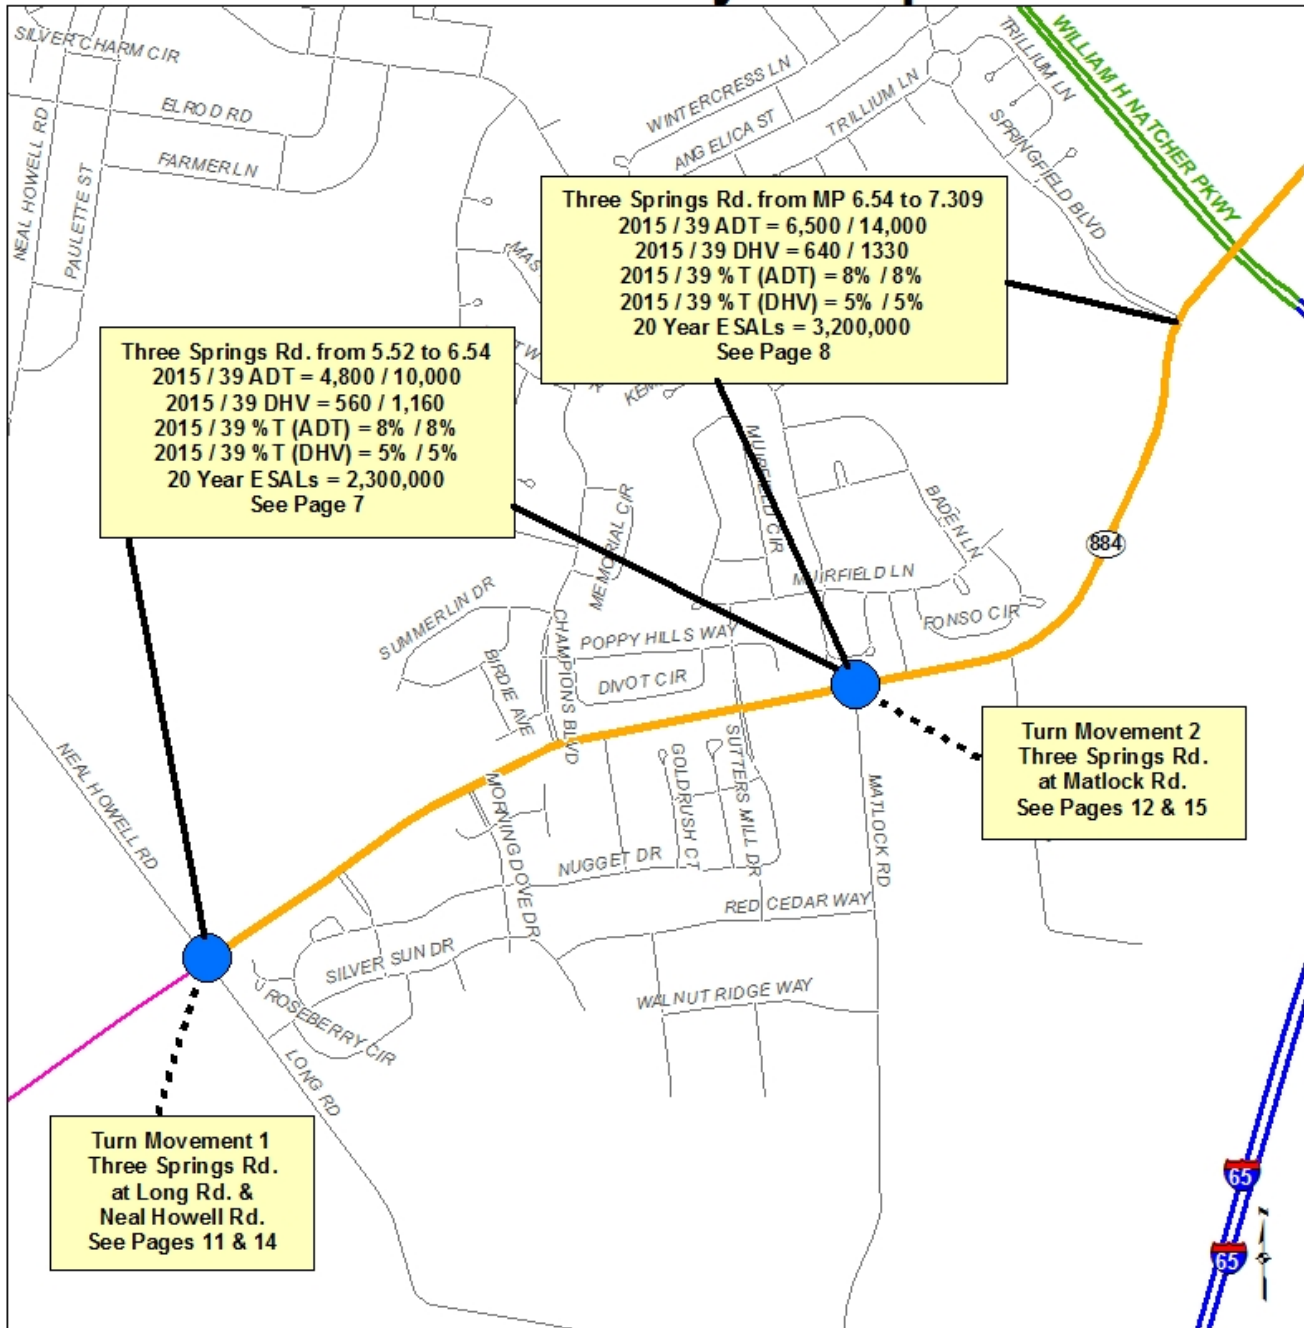 SILVER CHARM CIR
ELROD RD
FARMER LN
NEAL HOWELL RD
PAULETTE ST
WINTERCRESS LN
ANGELICA ST
TRILLIUM LN
TRILLIUM LN
SPRINGFIELD BLVD
WILLIAM H NATCHER PKWY
Three Springs Rd. from MP 6.54 to 7.309
2015 / 39 ADT = 6,500 / 14,000
2015 / 39 DHV = 640 / 1330
2015 / 39 %T (ADT) = 8% / 8%
2015 / 39 %T (DHV) = 5% / 5%
20 Year ESALs = 3,200,000
See Page 8
Three Springs Rd. from 5.52 to 6.54
2015 / 39 ADT = 4,800 / 10,000
2015 / 39 DHV = 560 / 1,160
2015 / 39 %T (ADT) = 8% / 8%
2015 / 39 %T (DHV) = 5% / 5%
20 Year ESALs = 2,300,000
See Page 7
MUIRFIELD CIR
BADEN LN
884
MEMORIAL CIR
MUIRFIELD LN
FONSO CIR
SUMMERLIN DR
CHAMPIONS BLVD
POPPY HILLS WAY
BIRDIE AVE
DIVOT CIR
Turn Movement 2
Three Springs Rd.
at Matlock Rd.
See Pages 12 & 15
NEAL HOWELL RD
MORNING DOVE DR
GOLDRUSH CT
SUTTERS MILL DR
MATLOCK RD
NUGGET DR
RED CEDAR WAY
SILVER SUN DR
WALNUT RIDGE WAY
ROSEBERRY CIR
LONG RD
Turn Movement 1
Three Springs Rd.
at Long Rd. &
Neal Howell Rd.
See Pages 11 & 14
65
65